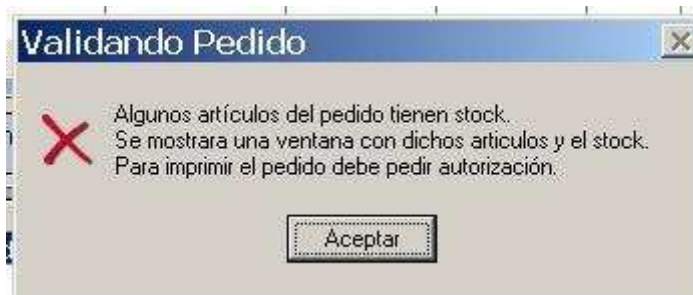 Validando Pedido
Algunos artículos del pedido tienen stock.
Se mostrara una ventana con dichos articulos y el stock.
Para imprimir el pedido debe pedir autorización.
Aceptar